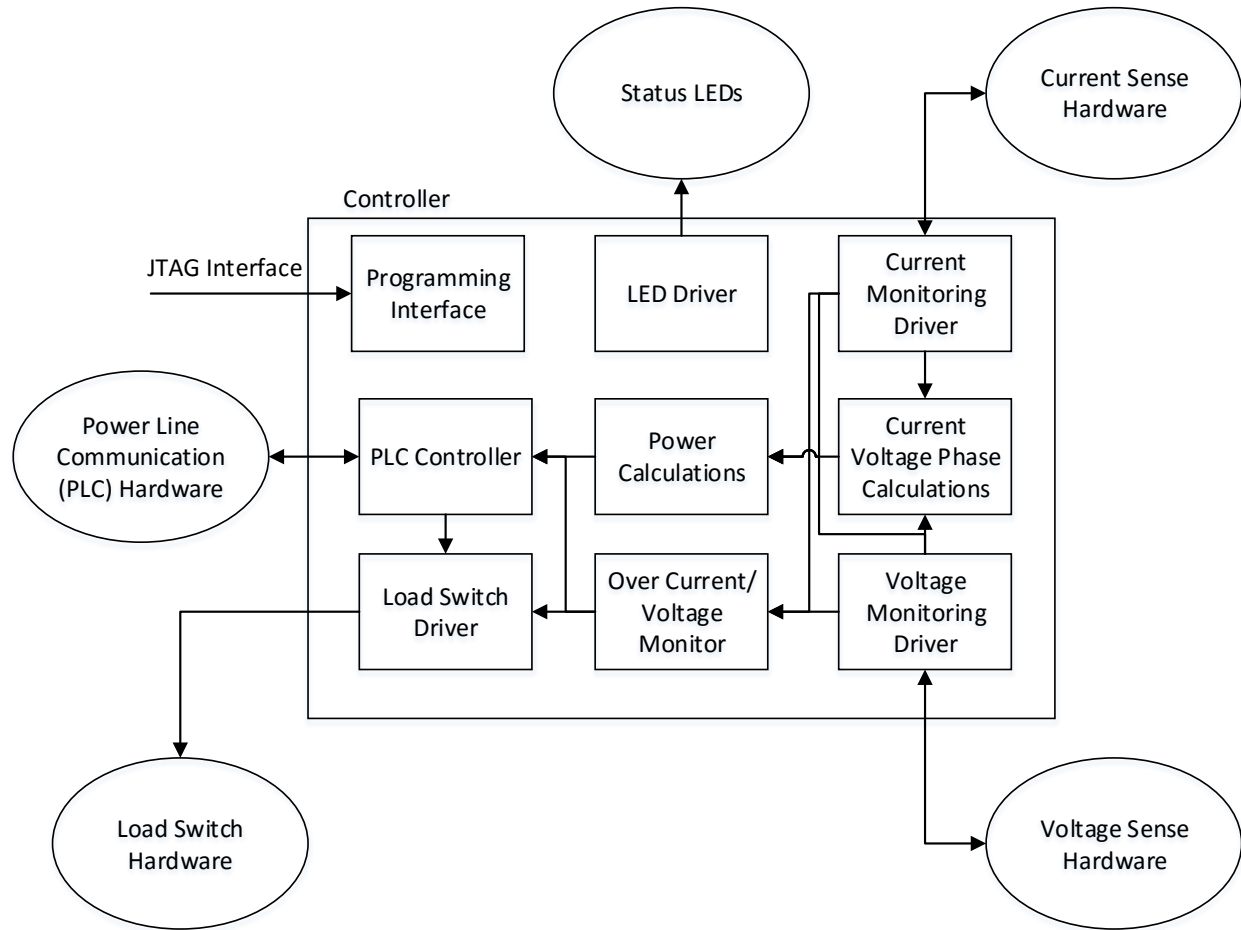 Status LEDs
Current Sense
Hardware
Controller
JTAG Interface
Programming
Interface
LED Driver
Current
Monitoring
Driver
Power Line
Communication
(PLC) Hardware
PLC Controller
Power
Calculations
Current
Voltage Phase
Calculations
Load Switch
Driver
Over Current/
Voltage
Monitor
Voltage
Monitoring
Driver
Load Switch
Hardware
Voltage Sense
Hardware